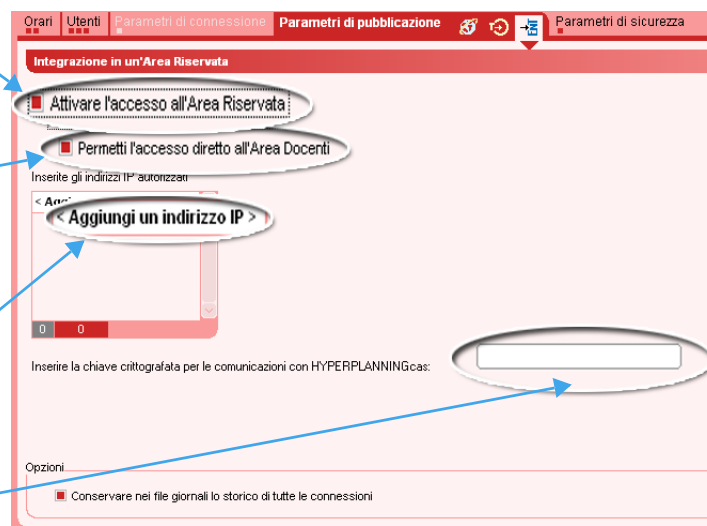 Orari Utenti Parametri di connessione Parametri di pubblicazione Parametri di sicurezza
Integrazione in un'Area Riservata
Attivare l'accesso all'Area Riservata
Permetti l'accesso diretto all'Area Docenti
Inserite gli indirizzi IP autorizzati
< Aggiungi un indirizzo IP >
0 0
Inserire la chiave crittografata per le comunicazioni con HYPERPLANNINGcas:
Opzioni
Conservare nei file giornali lo storico di tutte le connessioni